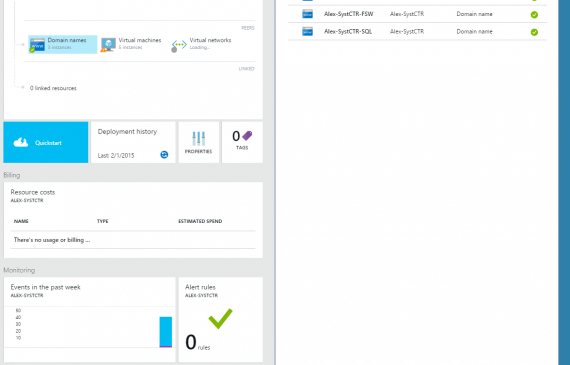 PEERS
Domain names
Virtual machines
5 instances
Virtual networks
Loading...
LINKED
0 linked resources
Quickstart
Deployment history
Last: 2/1/2015
PROPERTIES
0
TAGS
Billing
Resource costs
ALEX-SYSTCTR
NAME TYPE ESTIMATED SPEND
There's no usage or billing ...
Monitoring
Events in the past week
ALEX-SYSTCTR
50
40
30
20
10
Alert rules
ALEX-SYSTCTR
0 rules
Alex-SystCTR-FSW Alex-SystCTR Domain name
Alex-SystCTR-SQL Alex-SystCTR Domain name